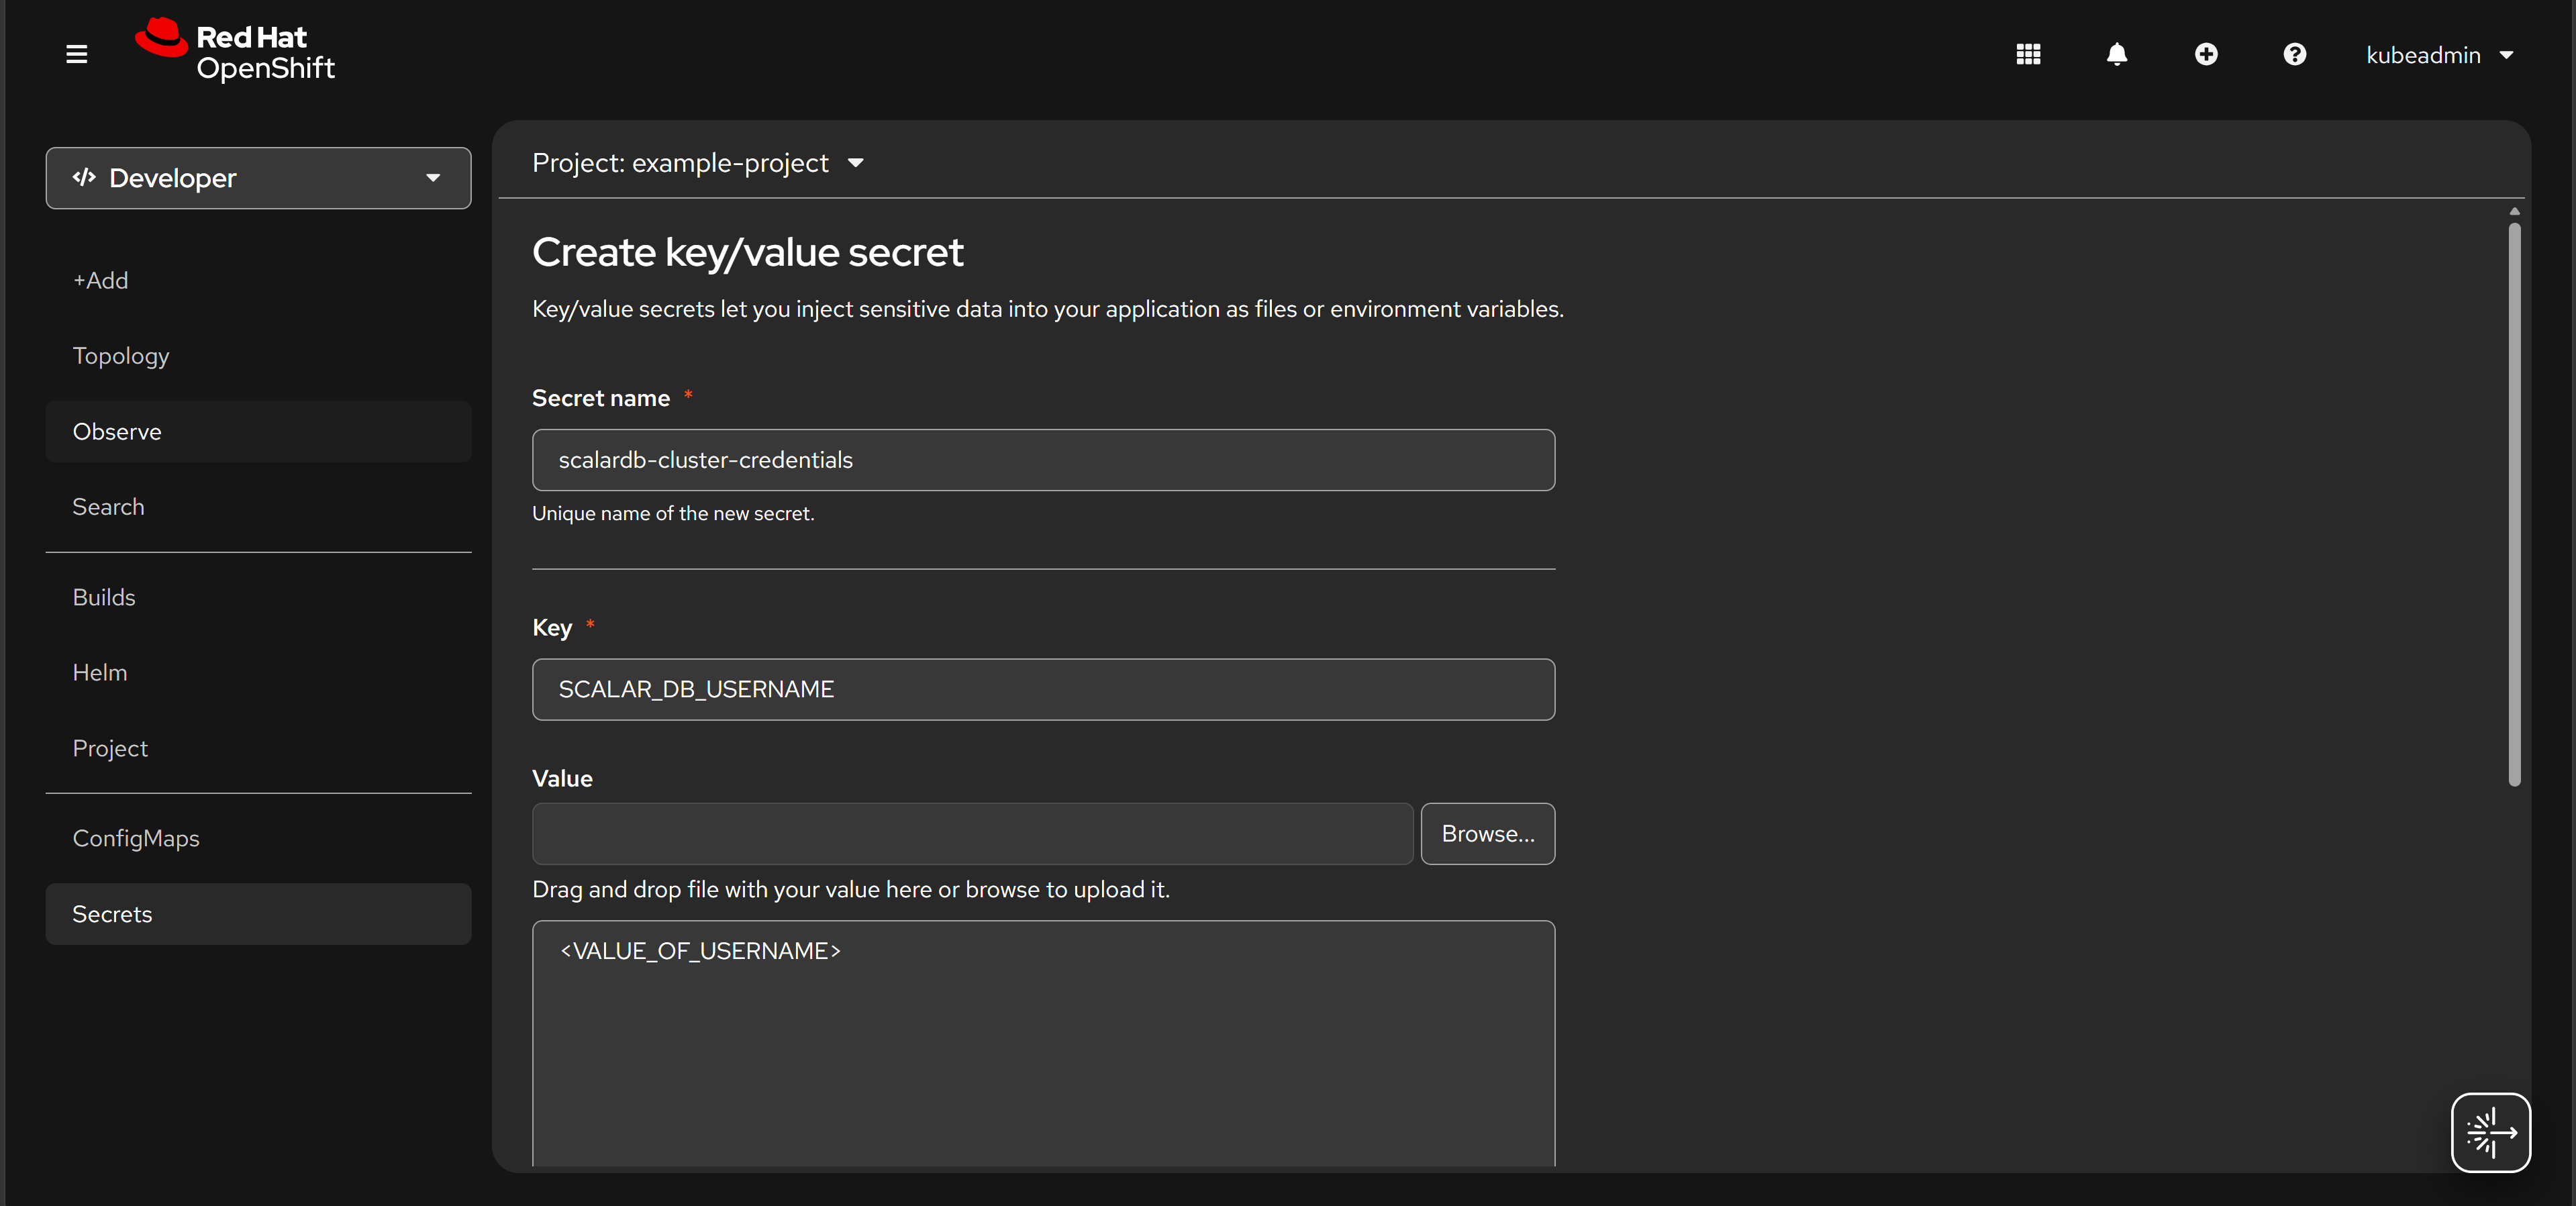 Red Hat
OpenShift
kubeadmin
Developer
+Add
Topology
Observe
Search
Builds
Helm
Project
ConfigMaps
Secrets
Project: example-project
Create key/value secret
Key/value secrets let you inject sensitive data into your application as files or environment variables.
Secret name *
scalardb-cluster-credentials
Unique name of the new secret.
Key *
SCALAR_DB_USERNAME
Value
Browse...
Drag and drop file with your value here or browse to upload it.
<VALUE_OF_USERNAME>